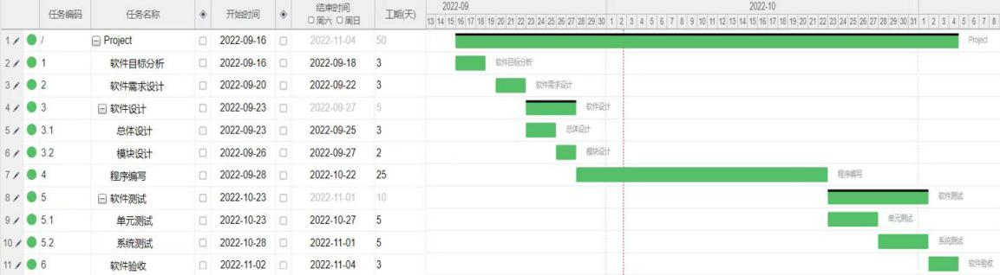 任务编码 任务名称 开始时间 结束时间 周六 周日 工期(天) 2022-09 2022-10
13 14 15 16 17 18 19 20 21 22 23 24 25 26 27 28 29 30 1 2 3 4 5 6 7 8 9 10 11 12 13 14 15 16 17 18 19 20 21 22 23 24 25 26 27 28 29 30 31 1 2 3 4 5 6 7 8
1 / Project 2022-09-16 2022-11-04 50 Project
2 1 软件目标分析 2022-09-16 2022-09-18 3 软件目标分析
3 2 软件需求设计 2022-09-20 2022-09-22 3 软件需求设计
4 3 软件设计 2022-09-23 2022-09-27 5 软件设计
5 3.1 总体设计 2022-09-23 2022-09-25 3 总体设计
6 3.2 模块设计 2022-09-26 2022-09-27 2 模块设计
7 4 程序编写 2022-09-28 2022-10-22 25 程序编写
8 5 软件测试 2022-10-23 2022-11-01 10 软件测试
9 5.1 单元测试 2022-10-23 2022-10-27 5 单元测试
10 5.2 系统测试 2022-10-28 2022-11-01 5 系统测试
11 6 软件验收 2022-11-02 2022-11-04 3 软件验收